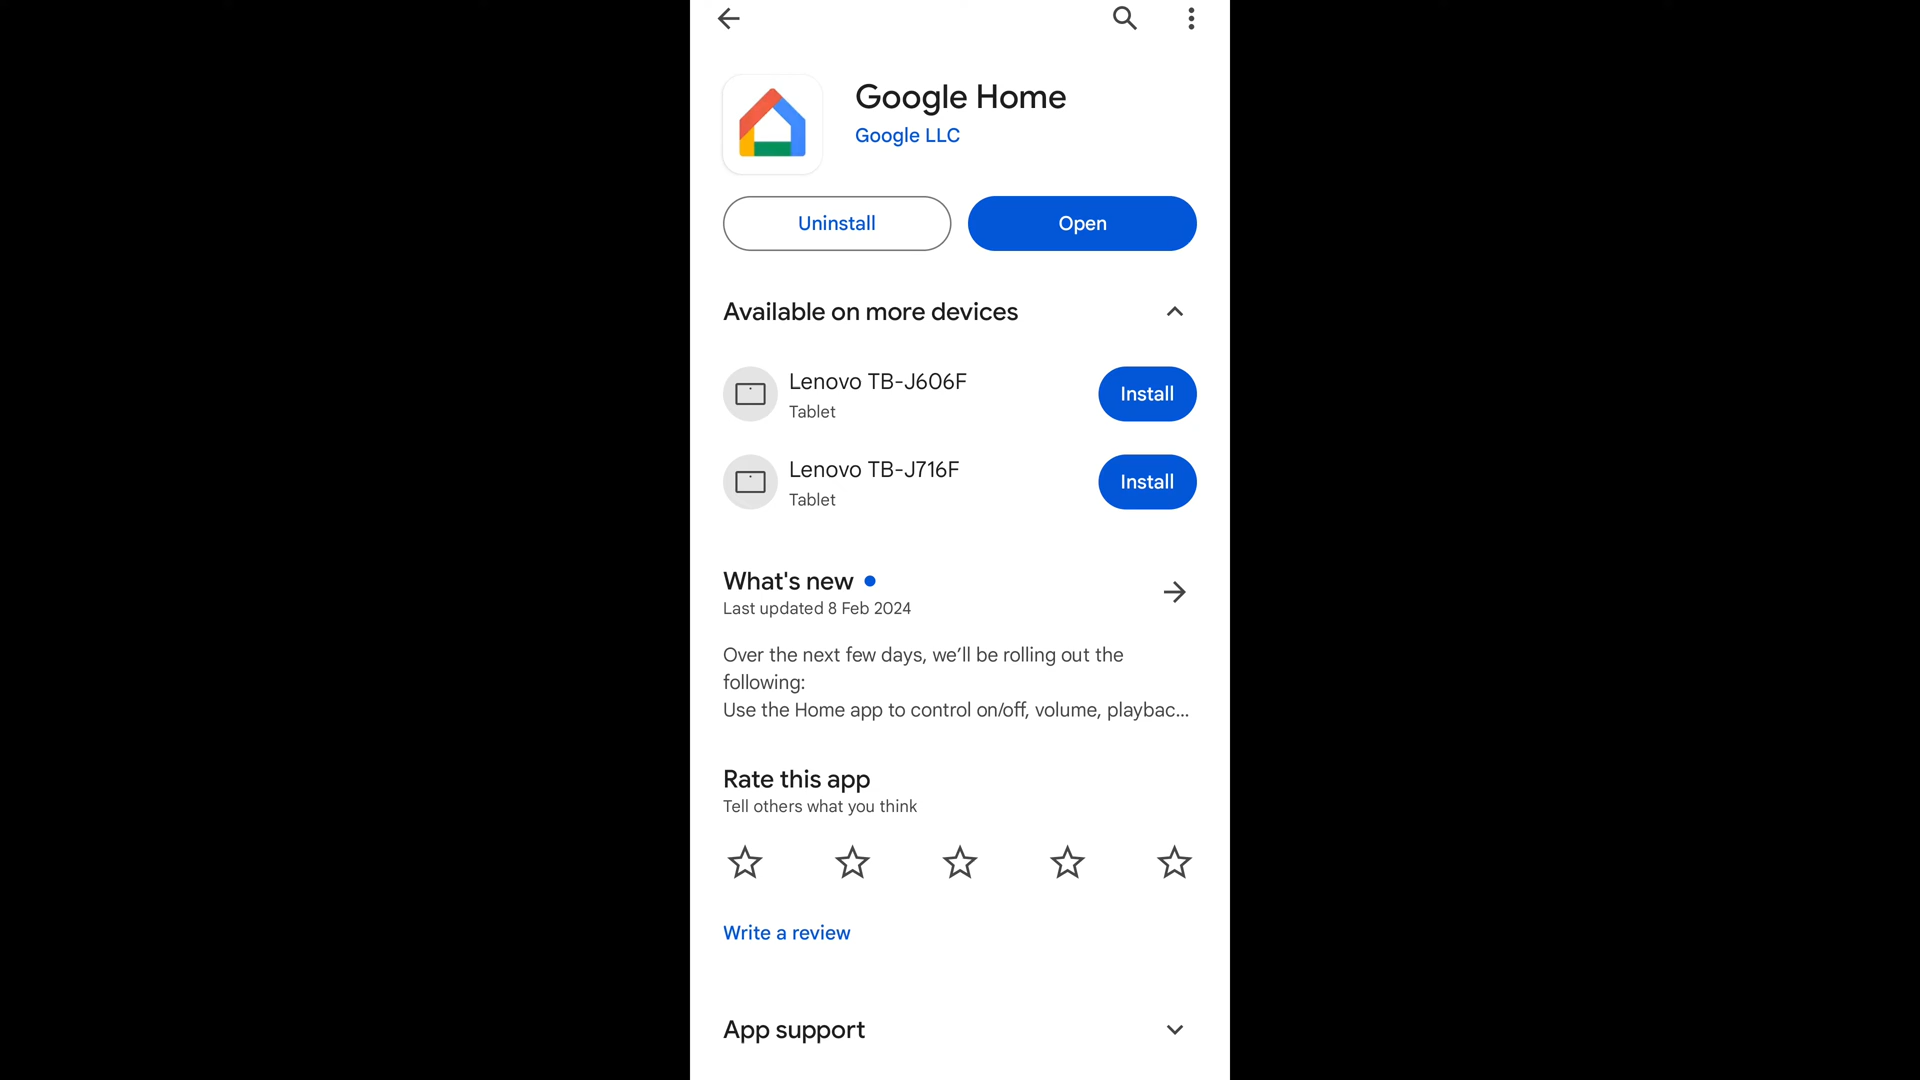 Google Home
Google LLC
Uninstall
Open
Available on more devices
Lenovo TB-J606F
Tablet
Install
Lenovo TB-J716F
Tablet
Install
What's new
Last updated 8 Feb 2024
Over the next few days, we’ll be rolling out the
following:
Use the Home app to control on/off, volume, playbac...
Rate this app
Tell others what you think
Write a review
App support